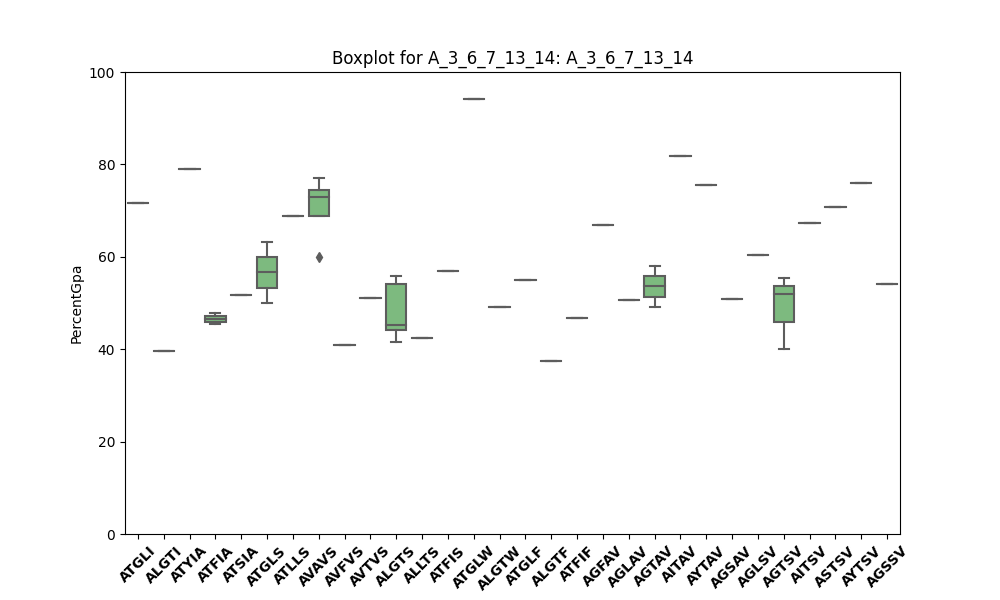 Boxplot for A_3_6_7_13_14: A_3_6_7_13_14
100
80
60
40
20
0
PercentGpa
ATGLI
ALGTI
ATYIA
ATFIA
ATSIA
ATGLS
ATLLS
AVAVS
AVFVS
AVTVS
ALGTS
ALLTS
ATFIS
ATGLW
ALGTW
ATGLF
ALGTF
ATFIF
AGFAV
AGLAV
AGTAV
AITAV
AYTAV
AGSAV
AGLSV
AGTSV
AITSV
ASTSV
AYTSV
AGSSV